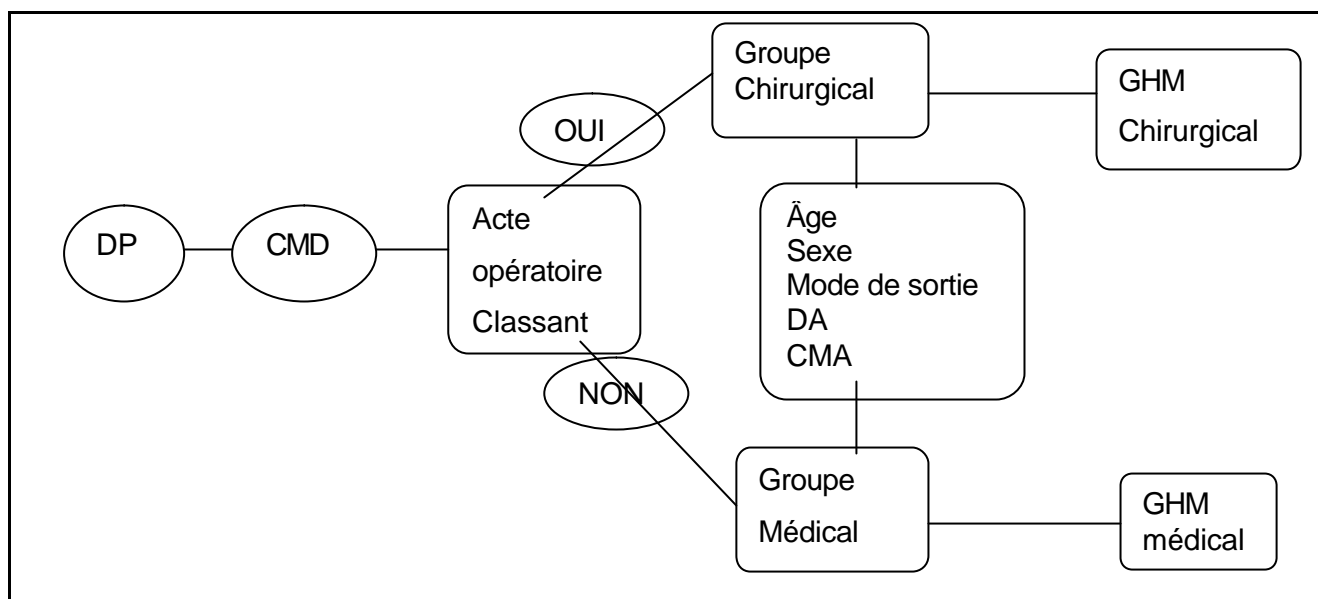 DP
CMD
Acte
opératoire
Classant
OUI
NON
Groupe
Chirurgical
GHM
Chirurgical
Âge
Sexe
Mode de sortie
DA
CMA
Groupe
Médical
GHM
médical